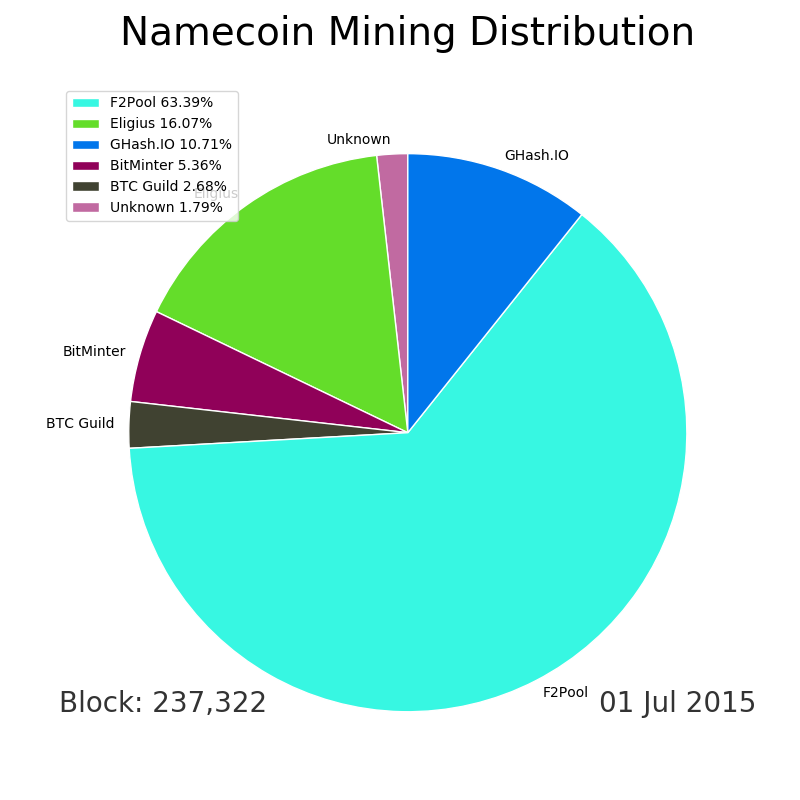 Namecoin Mining Distribution
F2Pool 63.39%
Eligius 16.07%
GHash.IO 10.71%
BitMinter 5.36%
BTC Guild 2.68%
Unknown 1.79%
Unknown
GHash.IO
Eligius
BitMinter
BTC Guild
F2Pool
Block: 237,322
01 Jul 2015